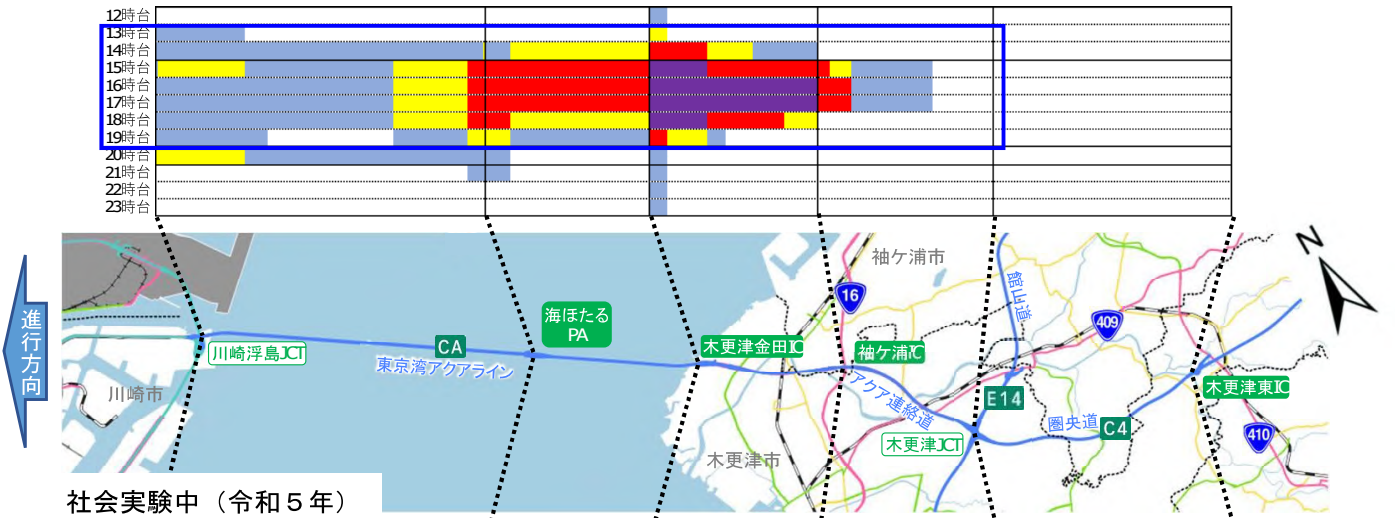 12時台
13時台
14時台
15時台
16時台
17時台
18時台
19時台
20時台
21時台
22時台
23時台
進行方向
N
袖ケ浦市
館山道
16
409
海ほたる
PA
川崎浮島JCT
CA
東京湾アクアライン
木更津金田IC
袖ケ浦IC
アクア連絡道
川崎市
E14
木更津東IC
圏央道
C4
410
木更津JCT
木更津市
社会実験中（令和５年）